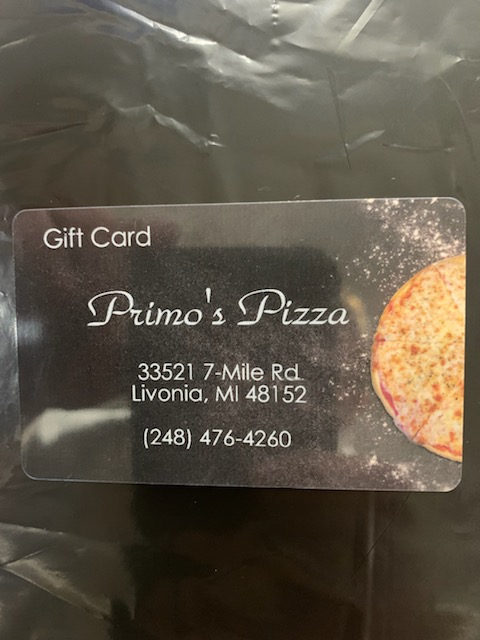 Gift Card
Primo's Pizza
33521 7-Mile Rd.
Livonia, MI 48152
(248) 476-4260